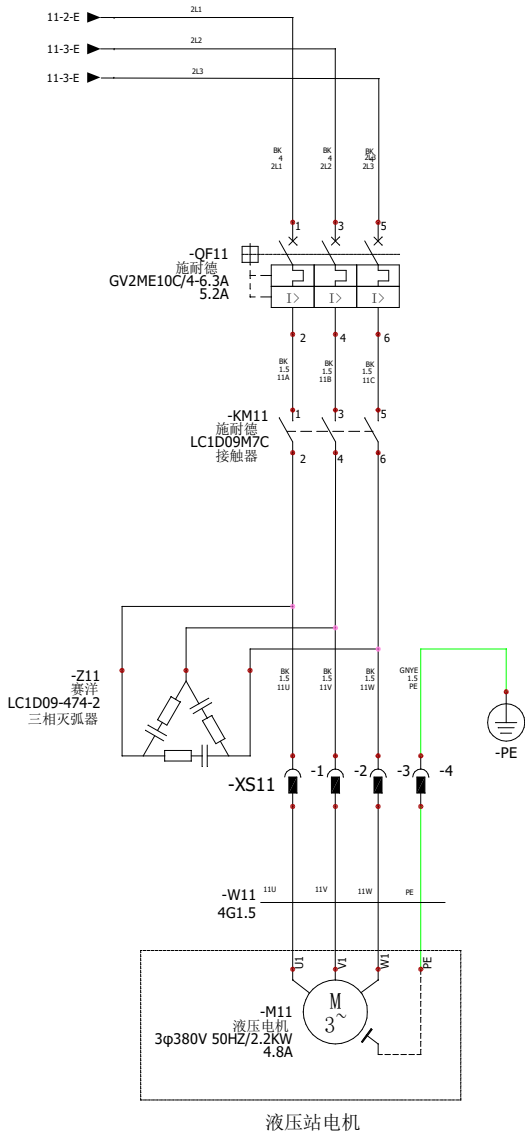 11-2-E
2L1
11-3-E
2L2
11-3-E
2L3
BK
4
2L1
BK
4
2L2
BK
4
2L3
2L3
1
3
5
-QF11
施耐德
GV2ME10C/4-6.3A
5.2A
I>
I>
I>
2
4
6
BK
1.5
11A
BK
1.5
11B
BK
1.5
11C
-KM11
施耐德
LC1D09M7C
接触器
1
3
5
2
4
6
-Z11
赛洋
LC1D09-474-2
三相灭弧器
BK
1.5
11U
BK
1.5
11V
BK
1.5
11W
GNYE
1.5
PE
-PE
-XS11
-1
-2
-3
-4
-W11
4G1.5
11U
11V
11W
PE
U1
V1
W1
PE
-M11
液压电机
3φ380V 50HZ/2.2KW
4.8A
M
3~
液压站电机